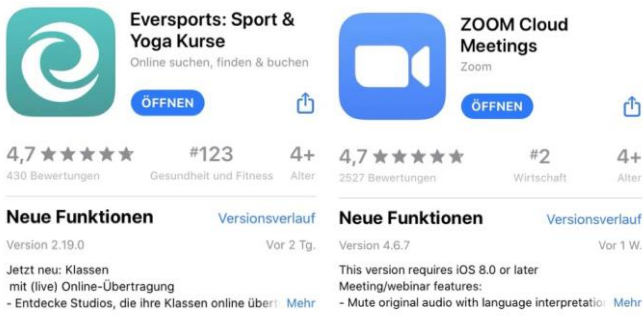 Eversports: Sport &
Yoga Kurse
Online suchen, finden & buchen
ÖFFNEN
4,7
#123
4+
430 Bewertungen
Gesundheit und Fitness
Alter
Neue Funktionen
Versionsverlauf
Version 2.19.0
Vor 2 Tg.
Jetzt neu: Klassen
mit (live) Online-Übertragung
- Entdecke Studios, die ihre Klassen online über Mehr
ZOOM Cloud
Meetings
Zoom
ÖFFNEN
4,7
#2
4+
2527 Bewertungen
Wirtschaft
Alter
Neue Funktionen
Versionsverlauf
Version 4.6.7
Vor 1 W.
This version requires iOS 8.0 or later
Meeting/webinar features:
- Mute original audio with language interpretatio Mehr